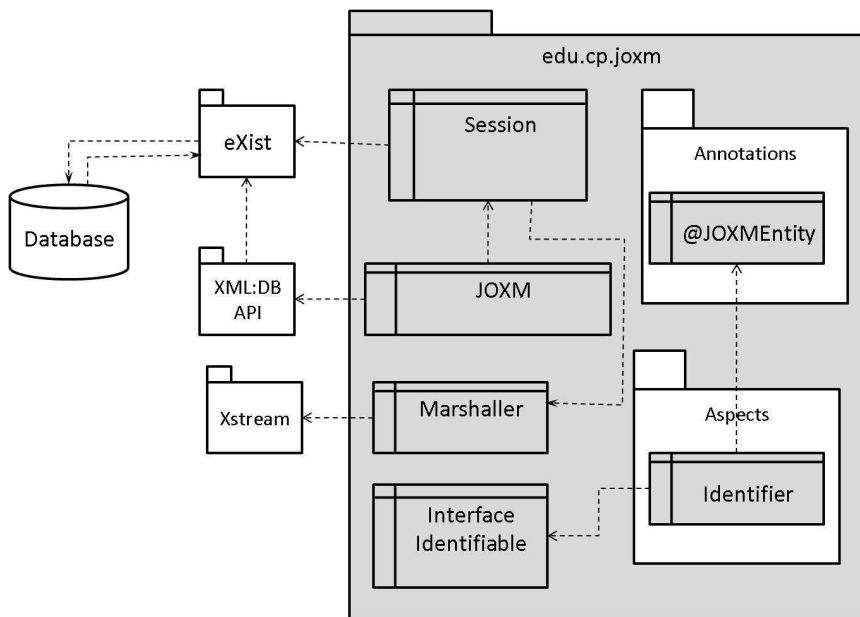 edu.cp.joxm
Session
eXist
Annotations
@JOXMEntity
Database
XML:DB
API
JOXM
Xstream
Marshaller
Aspects
Identifier
Interface
Identifiable